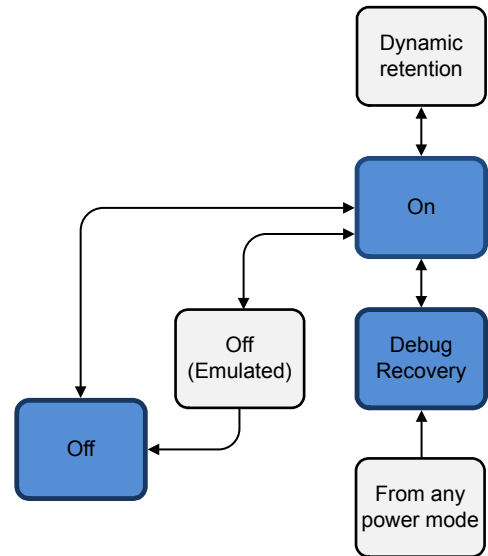 Dynamic
retention
On
Off
(Emulated)
Debug
Recovery
Off
From any
power mode